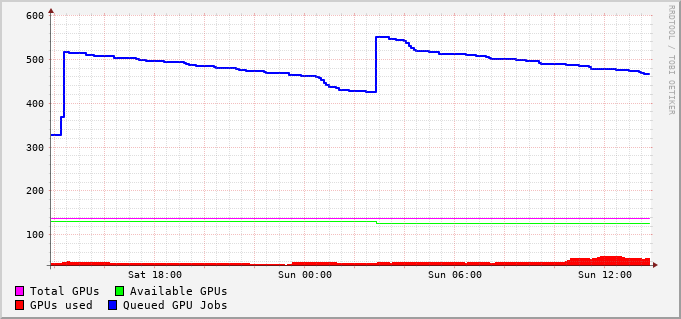 600
500
400
300
200
100
Sat 18:00 Sun 00:00 Sun 06:00 Sun 12:00
Total GPUs Available GPUs
GPUs used Queued GPU Jobs
RRDTOOL / TOBI OETIKER